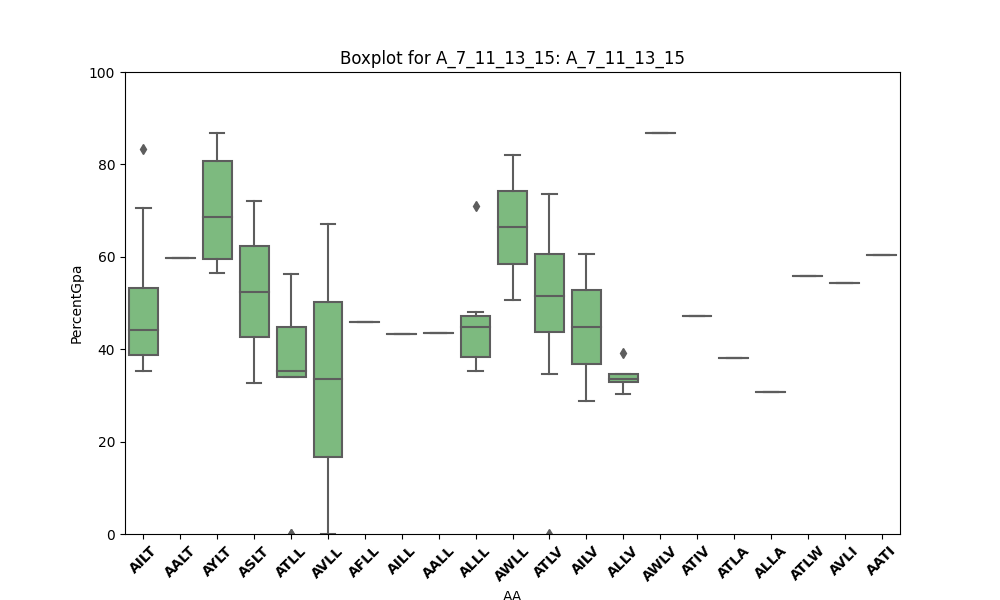 Boxplot for A_7_11_13_15: A_7_11_13_15
PercentGpa
100
80
60
40
20
0
AILT
AALT
AYLT
ASLT
ATLL
AVLL
AFLL
AILL
AALL
ALLL
AWLL
ATLV
AILV
ALLV
AWLV
ATIV
ATLA
ALLA
ATLW
AVLI
AATI
AA